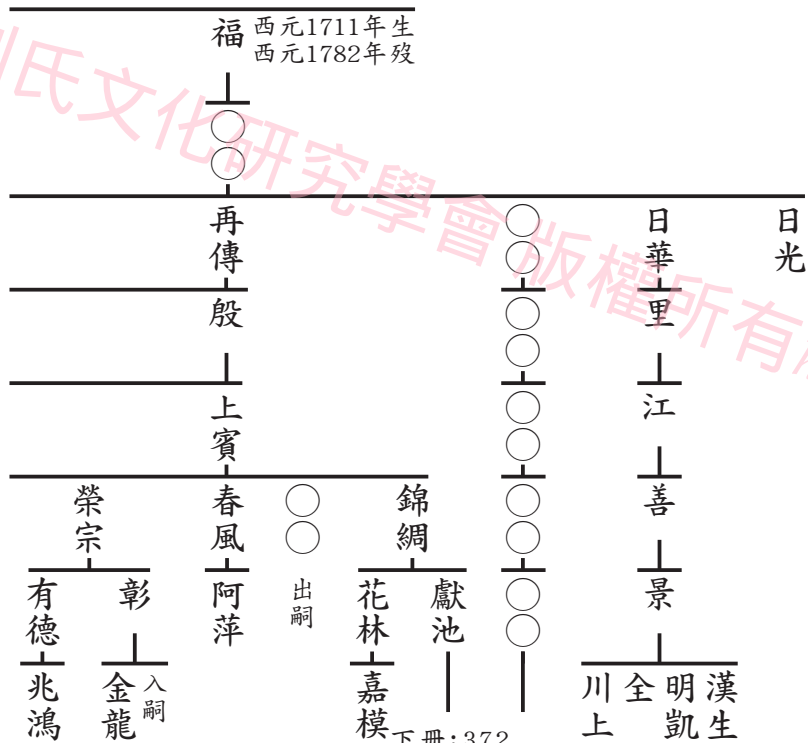 福
西元1711年生
西元1782年歿
○○
日光
日華
○○
再傳
里
○○
殷
江
○○
上賓
善
○○
錦綢
○○
出嗣
春風
榮宗
景
○○
獻池
花林
阿萍
彰
有德
漢生
明凱
全
川上
嘉模
入嗣
金龍
兆鴻
下冊:372
氏文化研究學會 版權所有